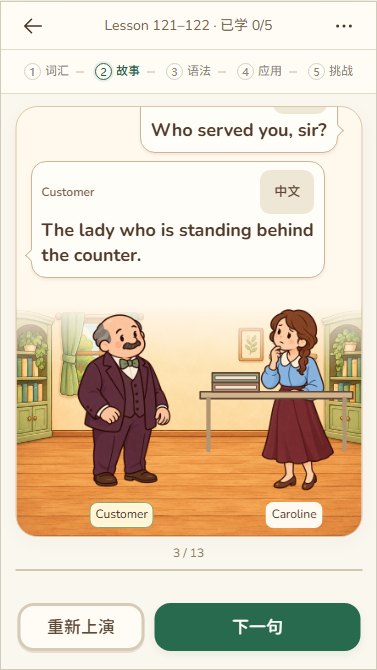 Lesson 121–122 · 已学 0/5
1 词汇 – 2 故事 – 3 语法 – 4 应用 – 5 挑战
Who served you, sir?
Customer
中文
The lady who is standing behind
the counter.
Customer
Caroline
3 / 13
重新上演
下一句